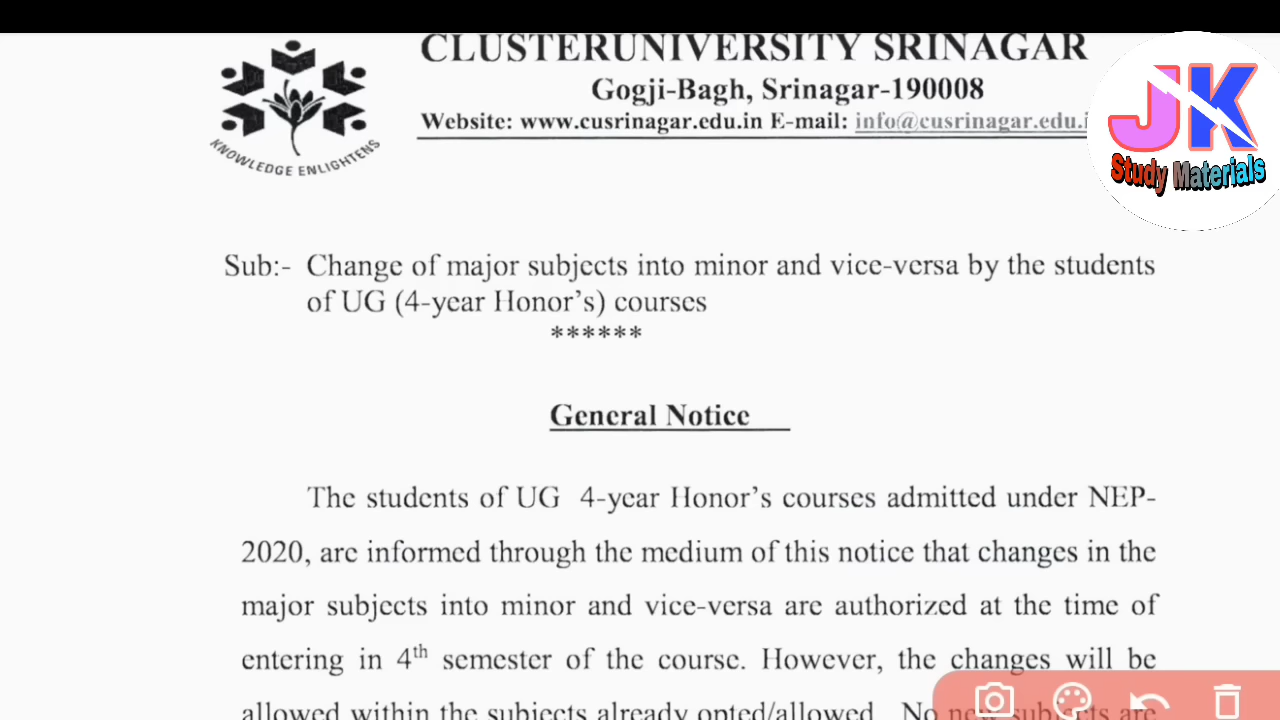 CLUSTERUNIVERSITY SRINAGAR
Gogji-Bagh, Srinagar-190008
Website: www.cusrinagar.edu.in E-mail: info@cusrinagar.edu.i
KNOWLEDGE ENLIGHTENS
JK
Study Materials
Sub:- Change of major subjects into minor and vice-versa by the students
of UG (4-year Honor’s) courses
******
General Notice
The students of UG 4-year Honor’s courses admitted under NEP-
2020, are informed through the medium of this notice that changes in the
major subjects into minor and vice-versa are authorized at the time of
entering in 4th semester of the course. However, the changes will be
allowed within the subjects already opted/allowed. No new subjects are